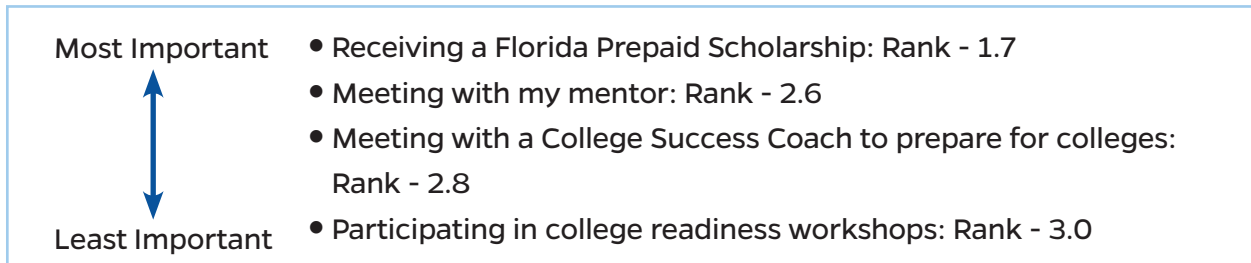 Most Important
• Receiving a Florida Prepaid Scholarship: Rank - 1.7
• Meeting with my mentor: Rank - 2.6
• Meeting with a College Success Coach to prepare for colleges:
Rank - 2.8
Least Important
• Participating in college readiness workshops: Rank - 3.0